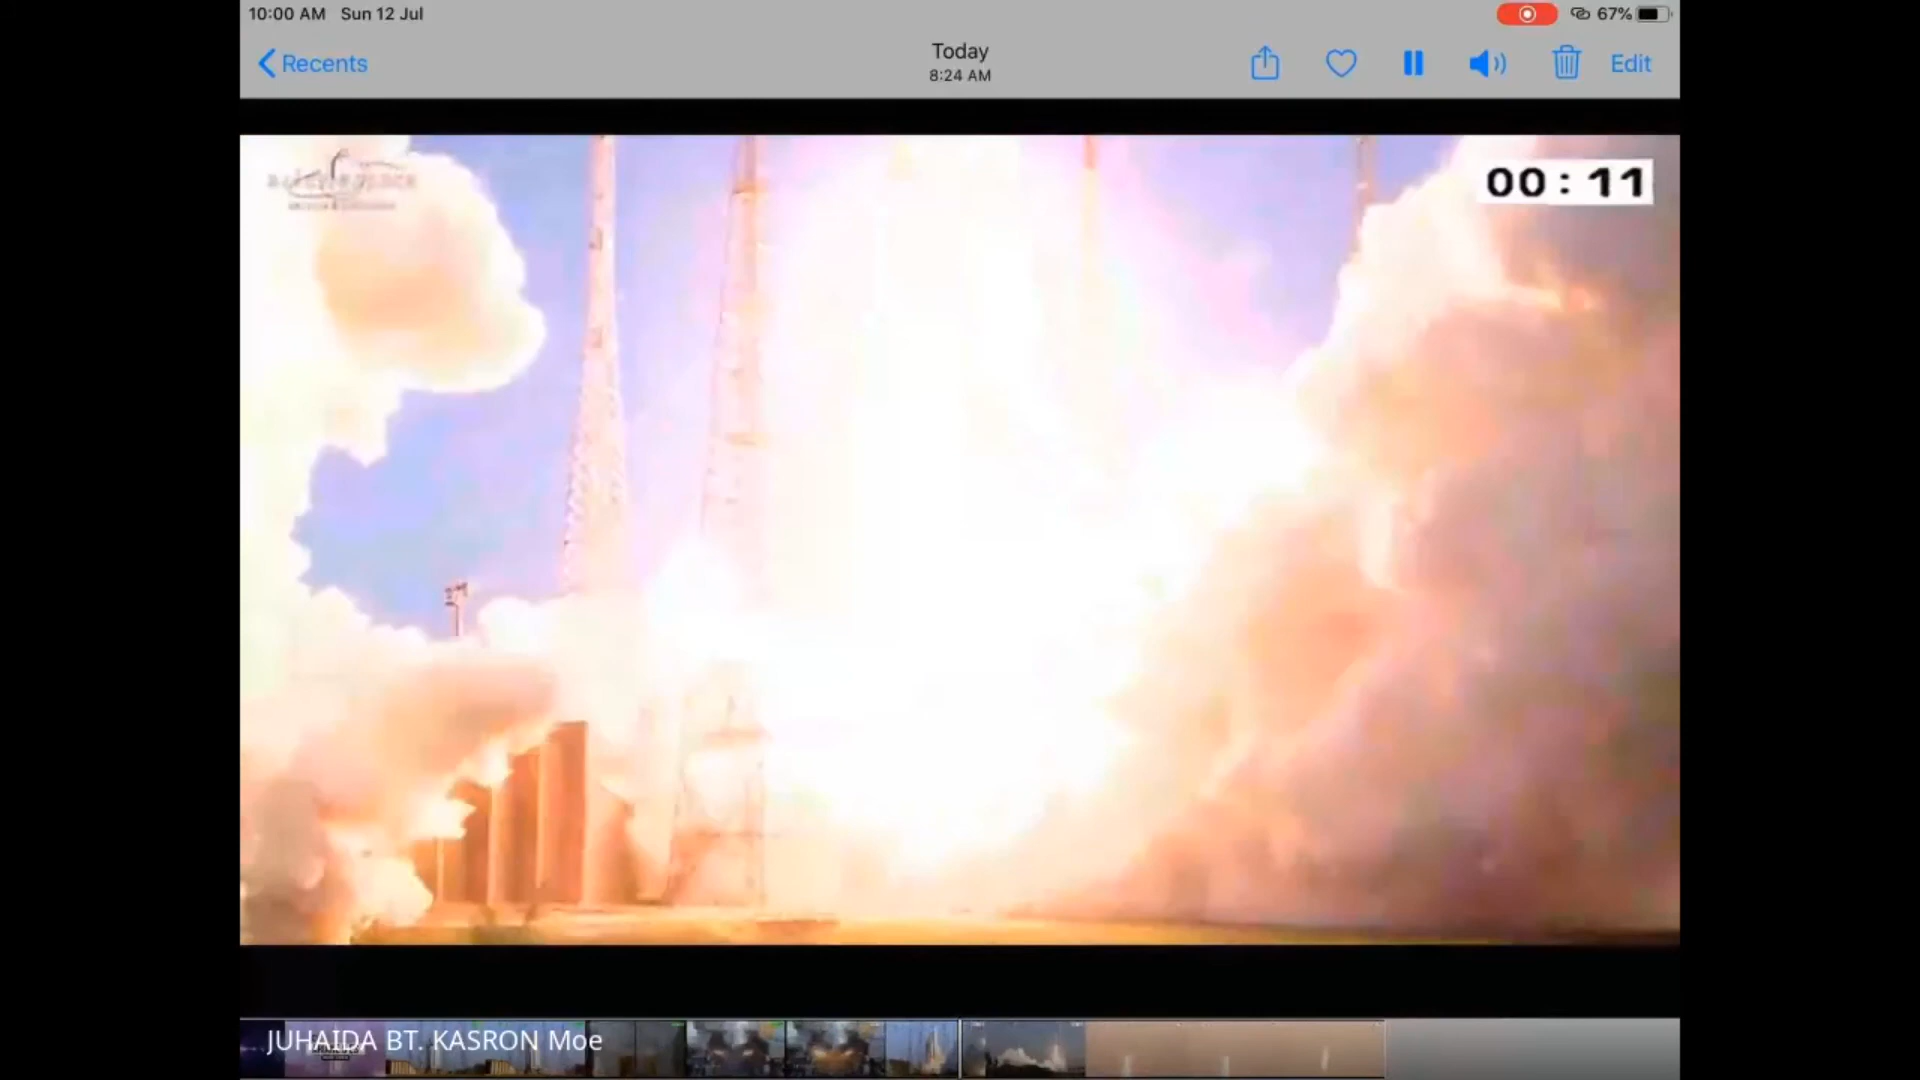 10:00 AM Sun 12 Jul
67%
Recents
Today
8:24 AM
Edit
00 : 11
JUHAIDA BT. KASRON Moe